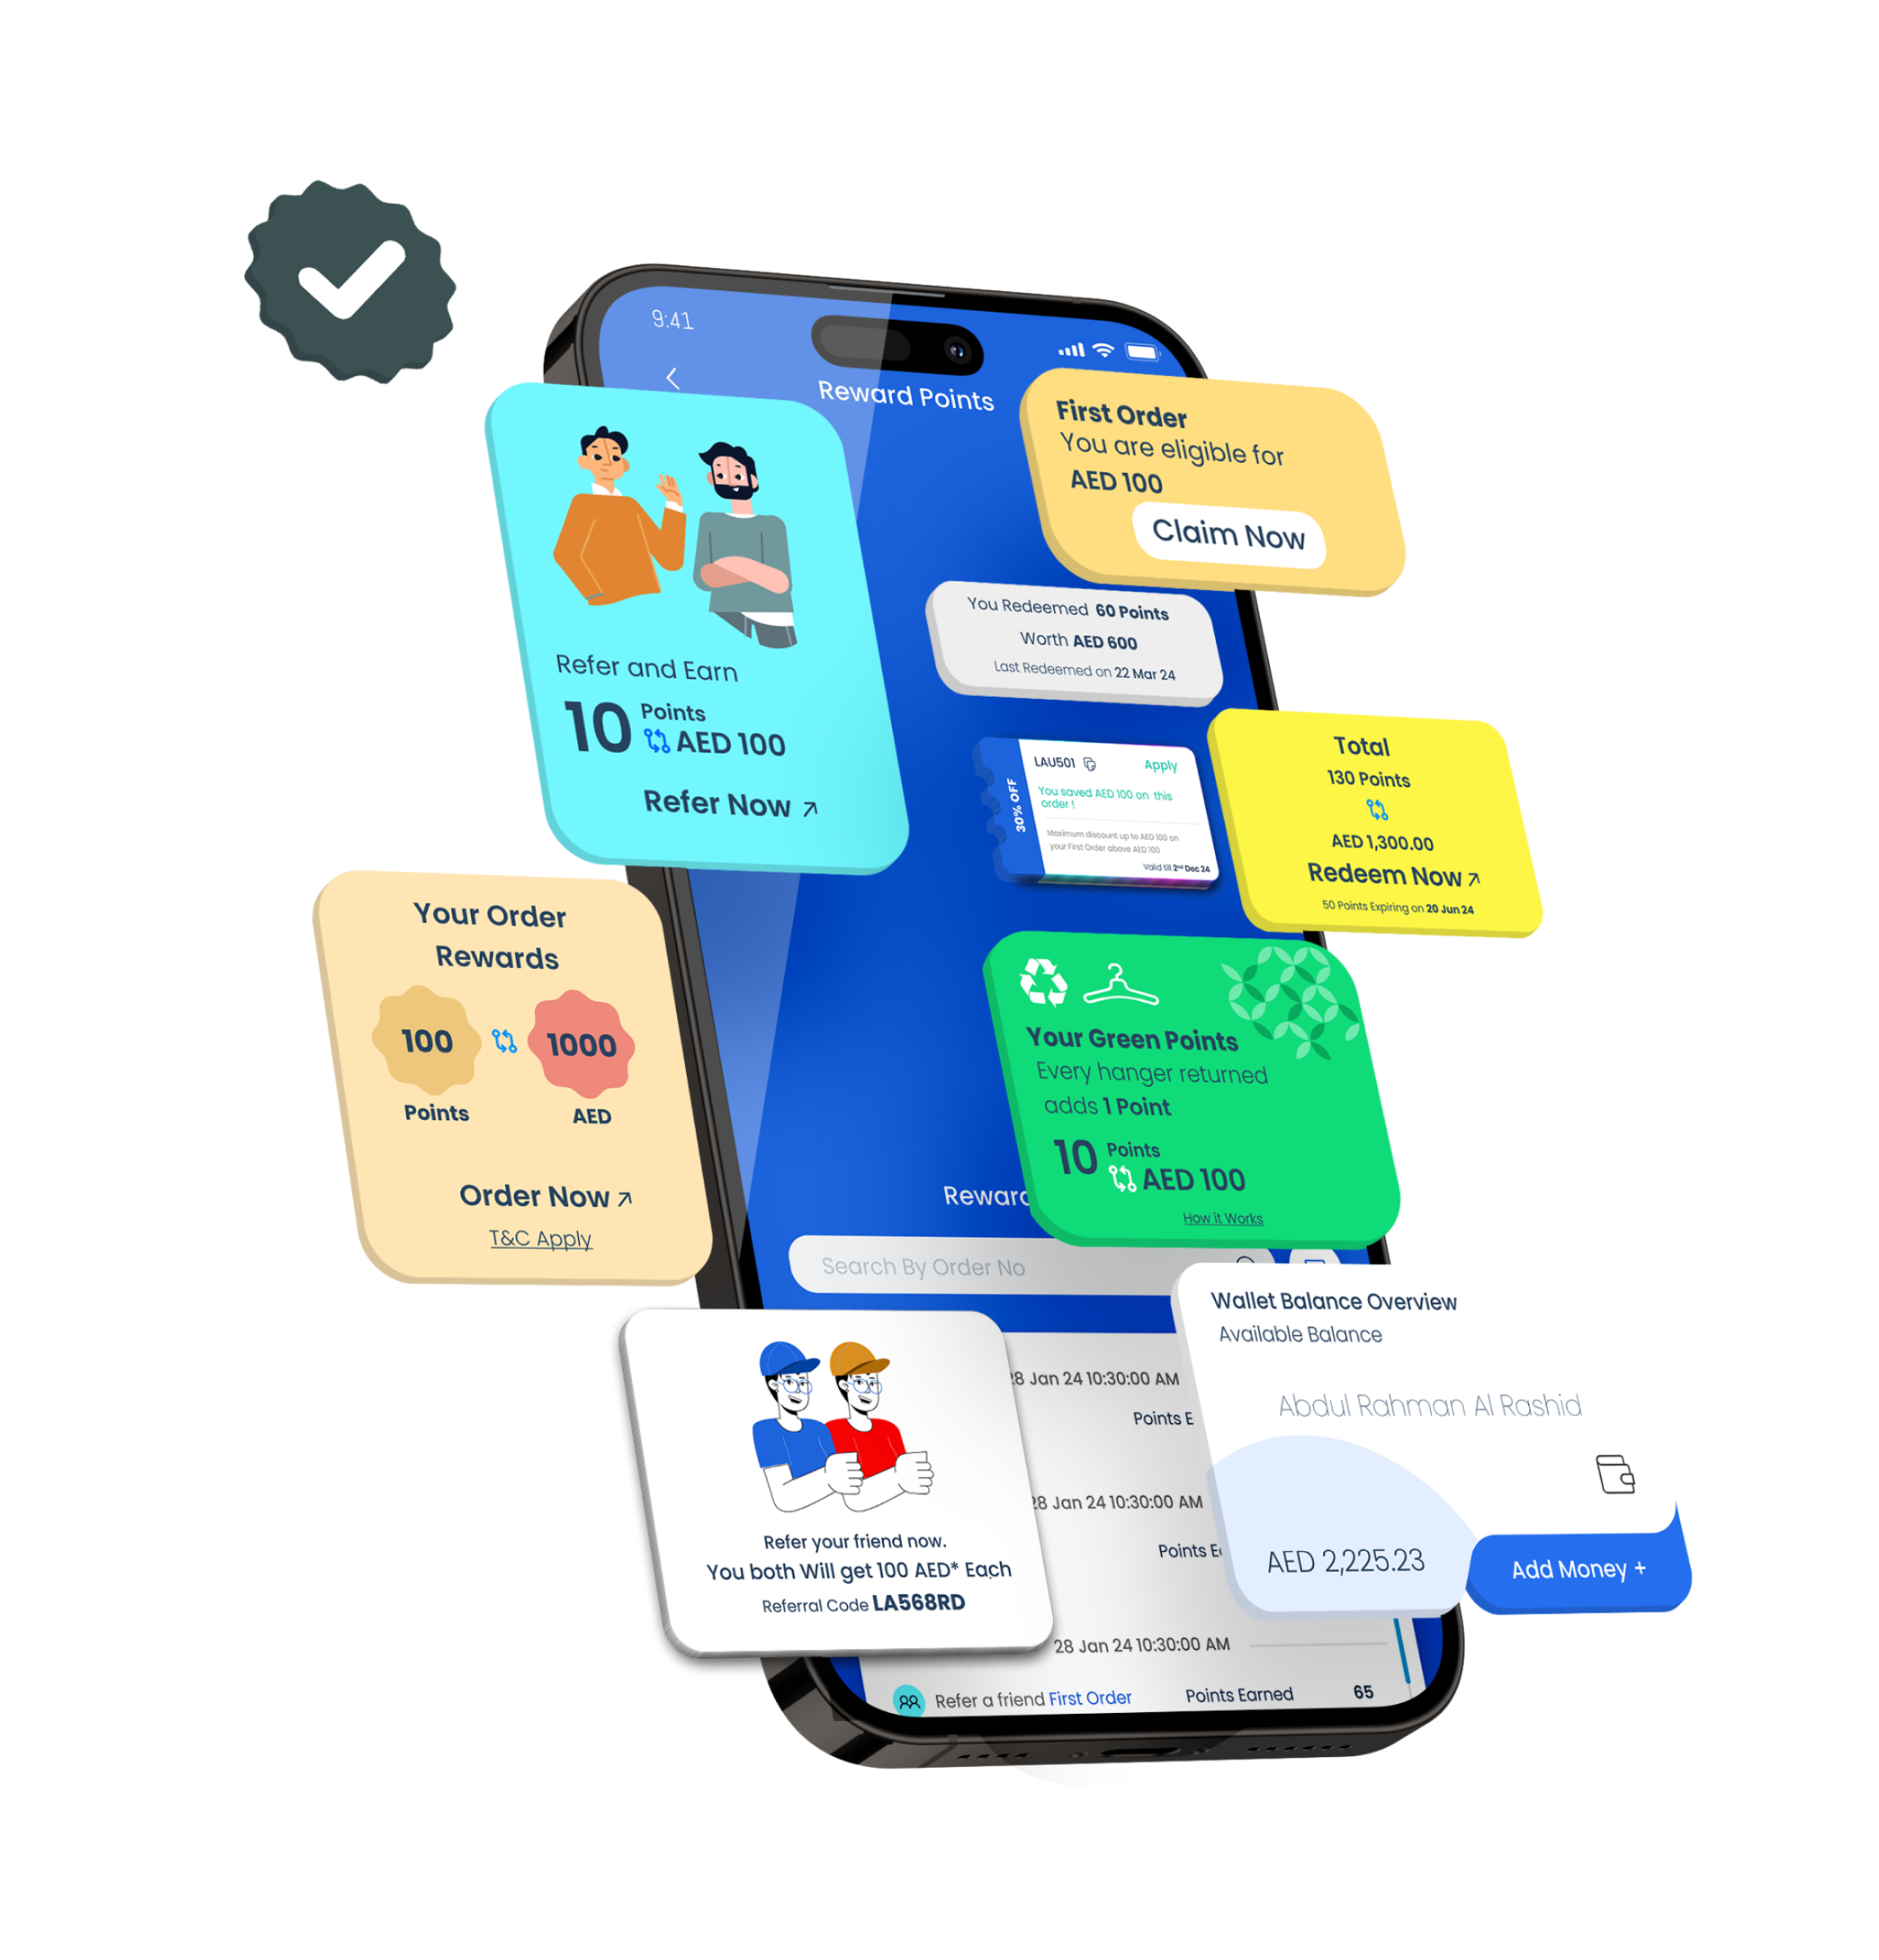 9:41
Reward Points
First Order
You are eligible for
AED 100
Claim Now
Refer and Earn
10 Points
AED 100
Refer Now
You Redeemed 60 Points
Worth AED 600
Last Redeemed on 22 Mar 24
30% OFF
LAU501
Apply
You saved AED 100 on this
order !
Maximum discount up to AED 100 on
your First Order above AED 100
Valid till 2nd Dec 24
Total
130 Points
AED 1,300.00
Redeem Now
50 Points Expiring on 20 Jun 24
Your Order
Rewards
100
1000
Points
AED
Order Now
T&C Apply
Your Green Points
Every hanger returned
adds 1 Point
10 Points
AED 100
How it Works
Search By Order No
Wallet Balance Overview
Available Balance
Abdul Rahman Al Rashid
AED 2,225.23
Add Money +
Refer your friend now.
You both Will get 100 AED* Each
Referral Code LA568RD
28 Jan 24 10:30:00 AM
Points
28 Jan 24 10:30:00 AM
Points
28 Jan 24 10:30:00 AM
Refer a friend First Order
Points Earned
65